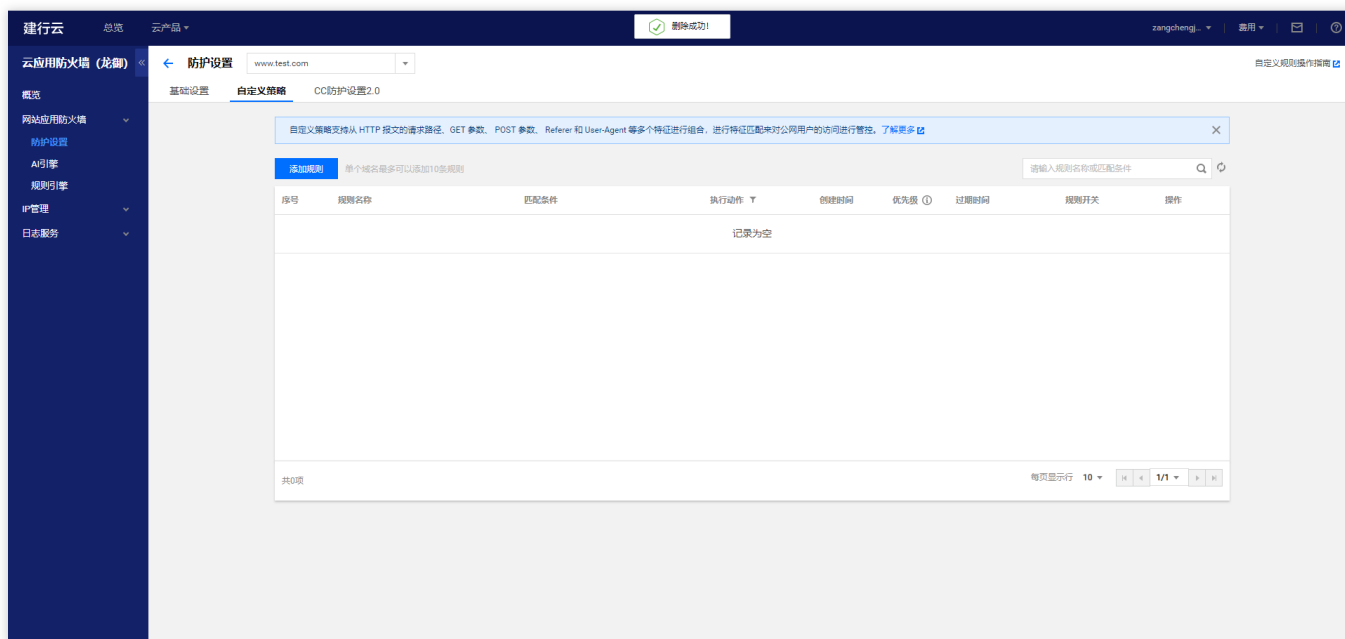 建行云 总览 云产品 删除成功! zangchengj... 费用
云应用防火墙 (龙御) 防护设置 www.test.com 自定义规则操作指南
基础设置 自定义策略 CC防护设置2.0
概览
网站应用防火墙
防护设置
AI引擎
规则引擎
IP管理
日志服务
自定义策略支持从 HTTP 报文的请求路径、GET 参数、 POST 参数、 Referer 和 User-Agent 等多个特征进行组合,进行特征匹配来对公网用户的访问进行管控。了解更多
添加规则 单个域名最多可以添加10条规则 请输入规则名称或匹配条件
序号 规则名称 匹配条件 执行动作 创建时间 优先级 过期时间 规则开关 操作
记录为空
共0项 每页显示行 10 1/1